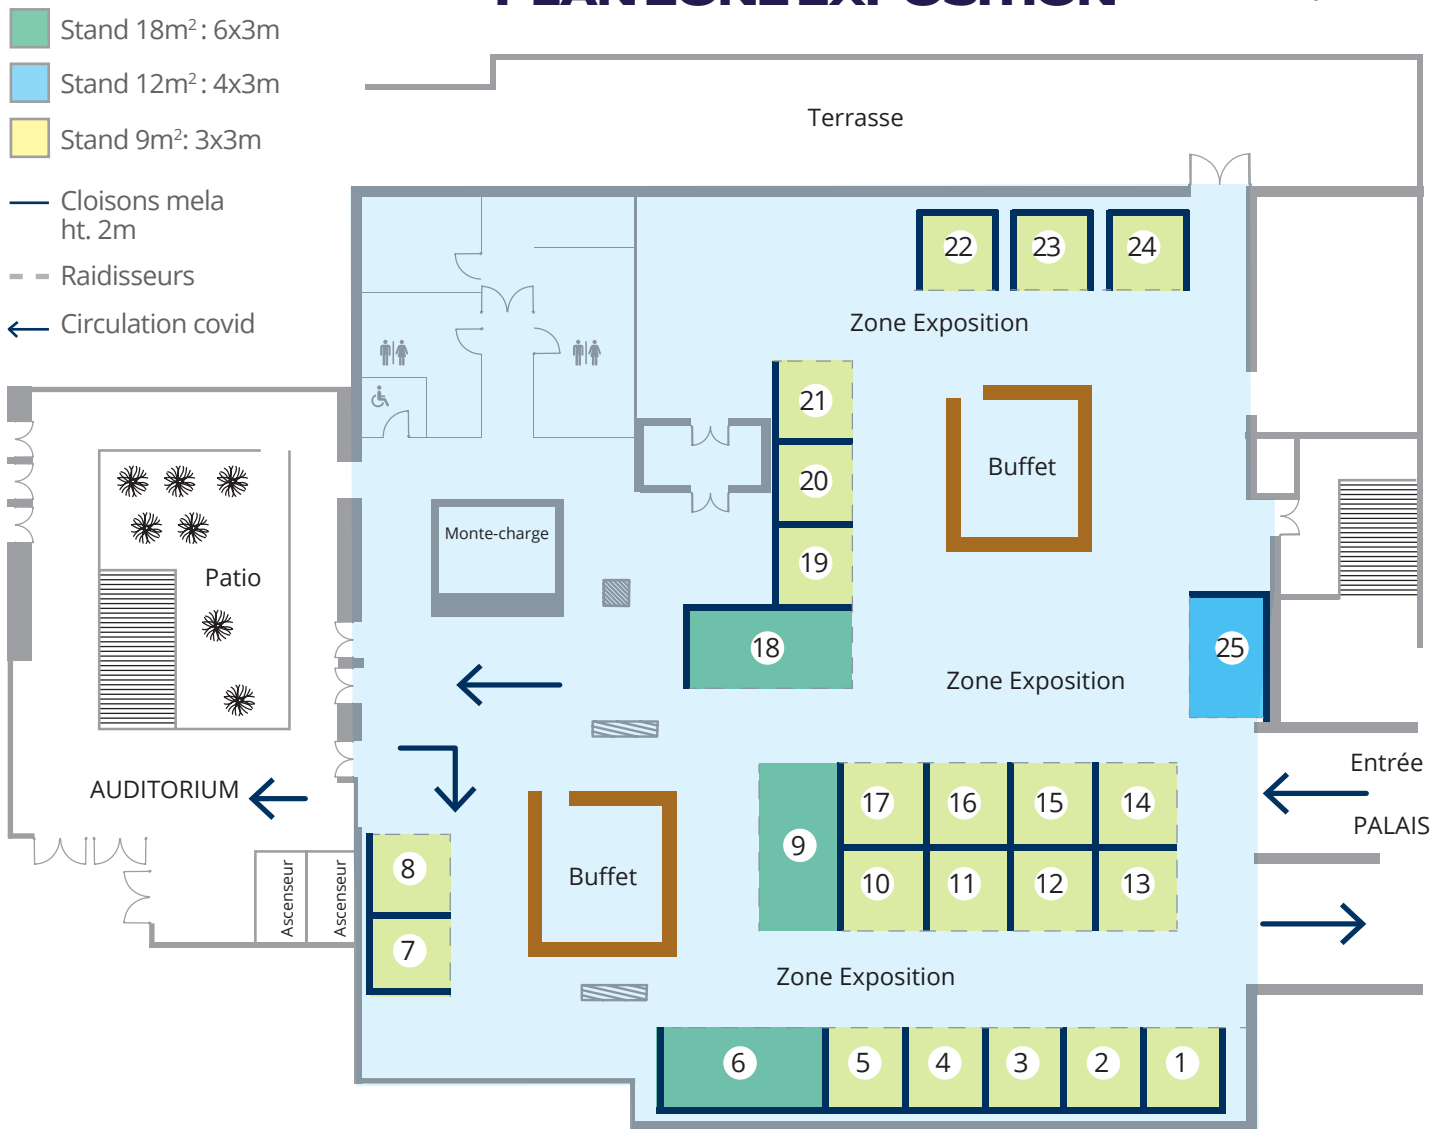 PLAN ZONE EXPOSITION
Stand 18m²: 6x3m
Stand 12m²: 4x3m
Stand 9m²: 3x3m
Cloisons mela
ht. 2m
Raidisseurs
Circulation covid
Terrasse
22
23
24
Zone Exposition
21
Buffet
20
Monte-charge
19
Patio
18
25
Zone Exposition
Entrée
AUDITORIUM
17
16
15
14
PALAIS
9
8
Buffet
10
11
12
13
Ascenseur
Ascenseur
7
Zone Exposition
6
5
4
3
2
1